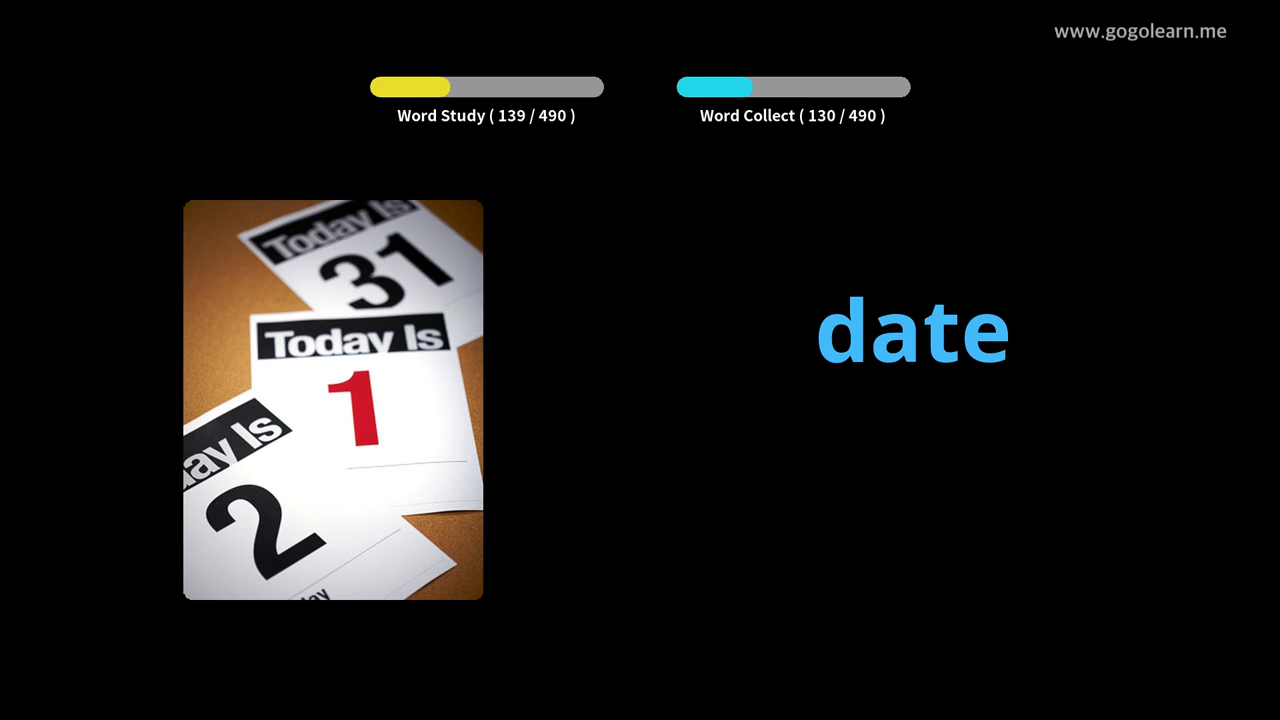 www.gogolearn.me
Word Study ( 139 / 490 )
Word Collect ( 130 / 490 )
Today Is
31
Today Is
1
ay Is
2
date